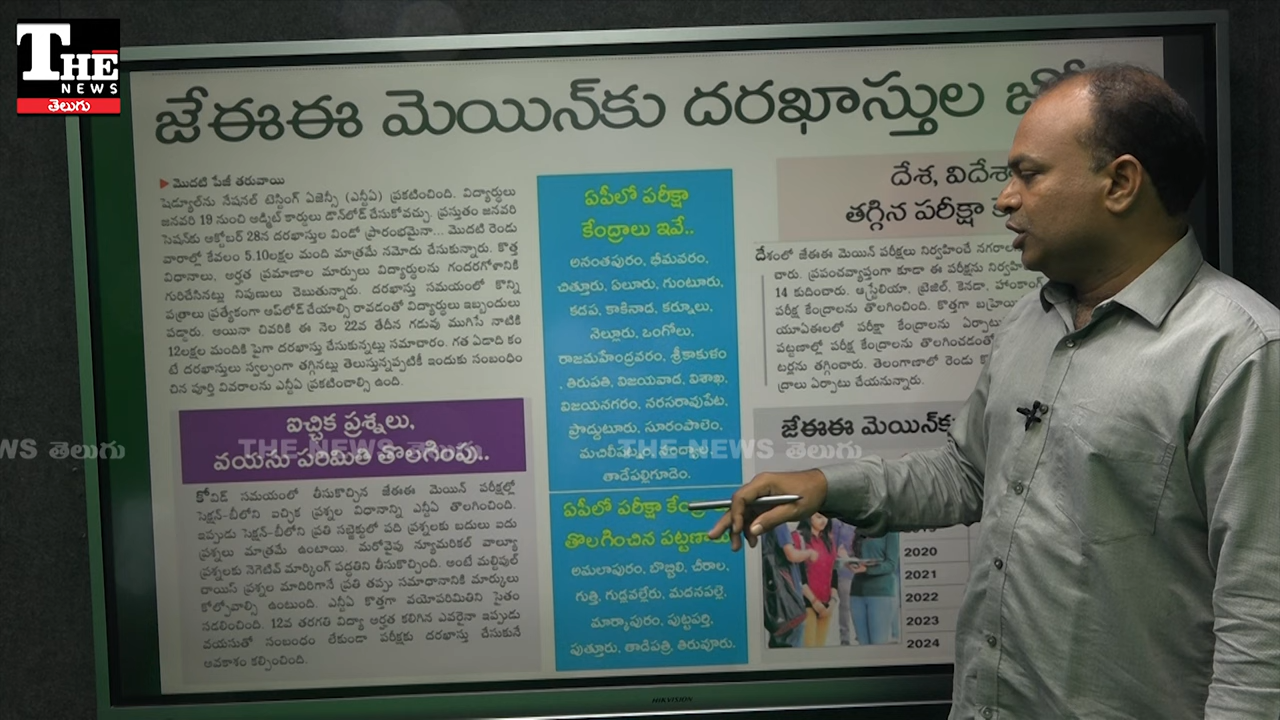 THE
NEWS
తెలుగు
జేఈఈ మెయిన్‌కు దరఖాస్తుల
▶ మొదటి పేజీ తరువాయి
షెడ్యూల్‌ను నేషనల్ టెస్టింగ్ ఏజెన్సీ (ఎన్టీఏ) ప్రకటించింది. విద్యార్థులు
జనవరి 19 నుంచి అడ్మిట్ కార్డులు డౌన్‌లోడ్ చేసుకోవచ్చు. ప్రస్తుతం జనవరి
సెషన్‌కు అక్టోబర్ 28న దరఖాస్తుల విండో ప్రారంభమైనా... మొదటి రెండు
వారాల్లో కేవలం 5.10లక్షల మంది మాత్రమే నమోదు చేసుకున్నారు. కొత్త
విధానాలు, అర్హత ప్రమాణాల మార్పులు విద్యార్థులను గందరగోళానికి
గురిచేసినట్లు నిపుణులు చెబుతున్నారు. దరఖాస్తు సమయంలో కొన్ని
పత్రాలు ప్రత్యేకంగా అప్‌లోడ్ చేయాల్సి రావడంతో విద్యార్థులు ఇబ్బందులు
పడ్డారు. అయినా చివరికి ఈ నెల 22వ తేదీన గడువు ముగిసే నాటికి
12లక్షల మందికి పైగా దరఖాస్తు చేసుకున్నట్లు సమాచారం. గత ఏడాది కం
టే దరఖాస్తులు స్వల్పంగా తగ్గినట్లు తెలుస్తున్నప్పటికీ ఇందుకు సంబంధిం
చిన పూర్తి వివరాలను ఎన్టీఏ ప్రకటించాల్సి ఉంది.
ఐచ్ఛిక ప్రశ్నలు,
వయసు పరిమితి తొలగింపు..
కోవిడ్ సమయంలో తీసుకొచ్చిన జేఈఈ మెయిన్ పరీక్షల్లో
సెక్షన్-బీలోని ఐచ్ఛిక ప్రశ్నల విధానాన్ని ఎన్టీఏ తొలగించింది.
ఇప్పుడు సెక్షన్-బీలోని ప్రతి సబ్జెక్టులో పది ప్రశ్నలకు బదులు ఐదు
ప్రశ్నలు మాత్రమే ఉంటాయి. మరోవైపు న్యూమరికల్ వాల్యూ
ప్రశ్నలకు నెగెటివ్ మార్కింగ్ పద్ధతిని తీసుకొచ్చింది. అంటే మల్టిపుల్
చాయిస్ ప్రశ్నల మాదిరిగానే ప్రతి తప్పు సమాధానానికి మార్కులు
కోల్పోవాల్సి ఉంటుంది. ఎన్టీఏ కొత్తగా వయోపరిమితిని సైతం
సడలించింది. 12వ తరగతి విద్యా అర్హత కలిగిన ఎవరైనా ఇప్పుడు
వయసుతో సంబంధం లేకుండా పరీక్షకు దరఖాస్తు చేసుకునే
అవకాశం కల్పించింది.
ఏపీలో పరీక్షా
కేంద్రాలు ఇవే..
అనంతపురం, భీమవరం,
చిత్తూరు, ఏలూరు, గుంటూరు,
కడప, కాకినాడ, కర్నూలు,
నెల్లూరు, ఒంగోలు,
రాజమహేంద్రవరం, శ్రీకాకుళం
, తిరుపతి, విజయవాడ, విశాఖ,
విజయనగరం, నరసరావుపేట,
ప్రొద్దుటూరు, సూరంపాలెం,
మచిలీపట్నం, నంద్యాల,
తాడేపల్లిగూడెం.
ఏపీలో పరీక్షా
తొలగించిన
అమలాపురం, బొబ్బిలి, చీరాల,
గుత్తి, గుడ్లవల్లేరు, మదనపల్లె,
మార్కాపురం, పుట్టపర్తి,
పుత్తూరు, తాడిపత్రి, తిరువూరు.
దేశ,
తగ్గిన పరీక్షా
దేశంలో జేఈఈ మెయిన్ పరీక్షలు నిర్వహించే
చారు. ప్రపంచవ్యాప్తంగా కూడా ఈ పరీక్షను
14 కుదించారు. ఆస్ట్రేలియా, బ్రెజిల్, కెనడా, హాంకాంగ్
పరీక్ష కేంద్రాలను తొలగించింది. కొత్తగా
యూఏఈలలో పరీక్షా కేంద్రాలను
పట్టణాల్లో పరీక్ష కేంద్రాలను
టర్లను తగ్గించారు. తెలంగాణాలో రెండు
ద్రాలు ఏర్పాటు చేయనున్నారు.
జేఈఈ మెయిన్‌కు
2020
2021
2022
2023
2024
NEWS తెలుగు
THE NEWS తెలుగు
THE NEWS తెలుగు
HIKVISION